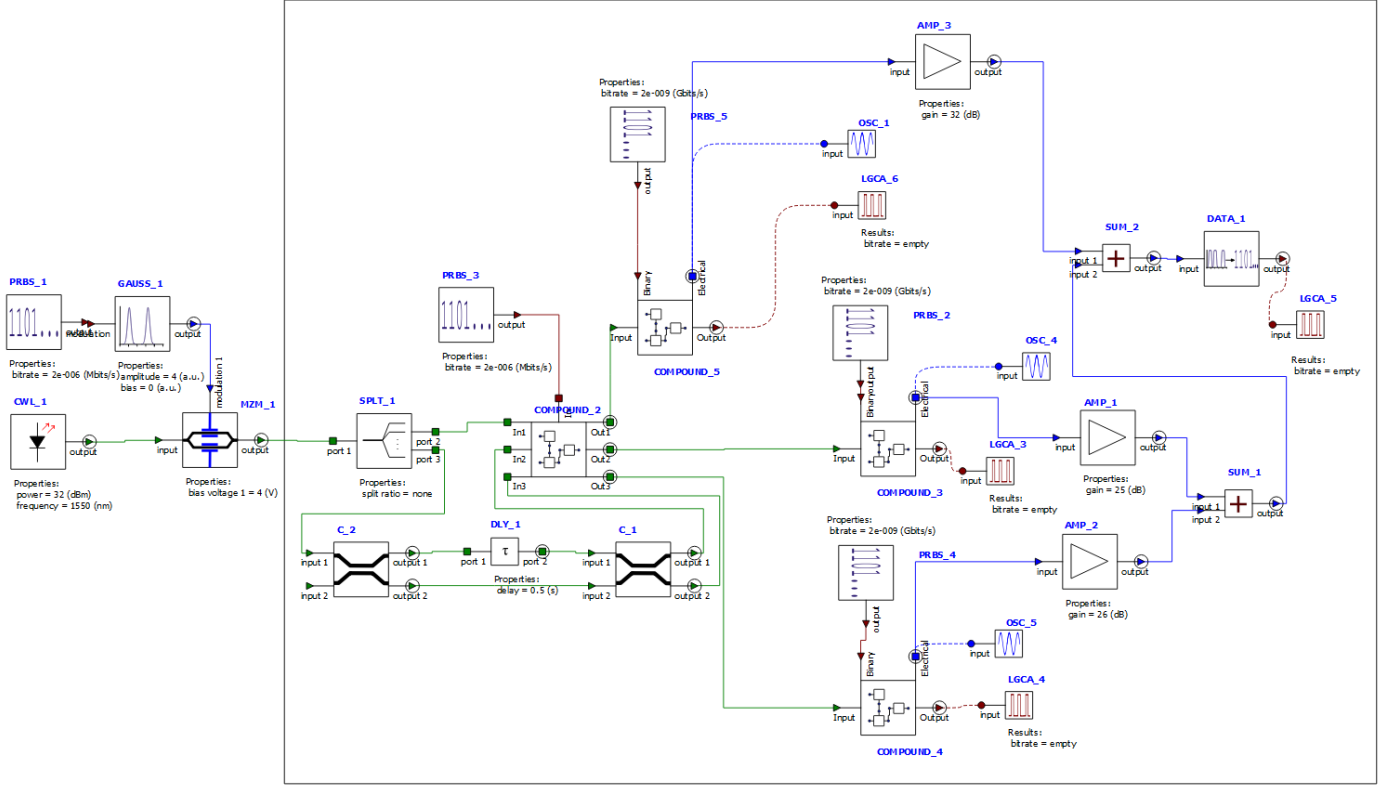 AMP_3
input
output
Properties:
gain = 32 (dB)
Properties:
bitrate = 2e-009 (Gbits/s)
PRBS_5
output
OSC_1
input
LGCA_6
input
Results:
bitrate = empty
Binary
Electrical
Input
Output
COMPOUND_5
SUM_2
input 1
input 2
output
DATA_1
input
output
LGCA_5
input
Results:
bitrate = empty
PRBS_1
output
Properties:
bitrate = 2e-006 (Mbits/s)
GAUSS_1
modulation
output
Properties:
amplitude = 4 (a.u.)
bias = 0 (a.u.)
PRBS_3
output
Properties:
bitrate = 2e-006 (Mbits/s)
Properties:
bitrate = 2e-009 (Gbits/s)
PRBS_2
output
Binary
Electrical
OSC_4
input
CWL_1
output
Properties:
power = 32 (dBm)
frequency = 1550 (nm)
modulation 1
MZM_1
input
output
Properties:
bias voltage 1 = 4 (V)
SPLT_1
port 1
port 2
port 3
Properties:
split ratio = none
COMPOUND_2
In1
In2
In3
Out1
Out2
Out3
Input
Output
COMPOUND_3
LGCA_3
input
Results:
bitrate = empty
AMP_1
input
output
Properties:
gain = 25 (dB)
SUM_1
input 1
input 2
output
C_2
input 1
input 2
output 1
output 2
DLY_1
port 1
port 2
Properties:
delay = 0.5 (s)
C_1
input 1
input 2
output 1
output 2
Properties:
bitrate = 2e-009 (Gbits/s)
PRBS_4
output
AMP_2
input
output
Properties:
gain = 26 (dB)
Binary
Electrical
OSC_5
input
LGCA_4
input
Results:
bitrate = empty
Input
Output
COMPOUND_4